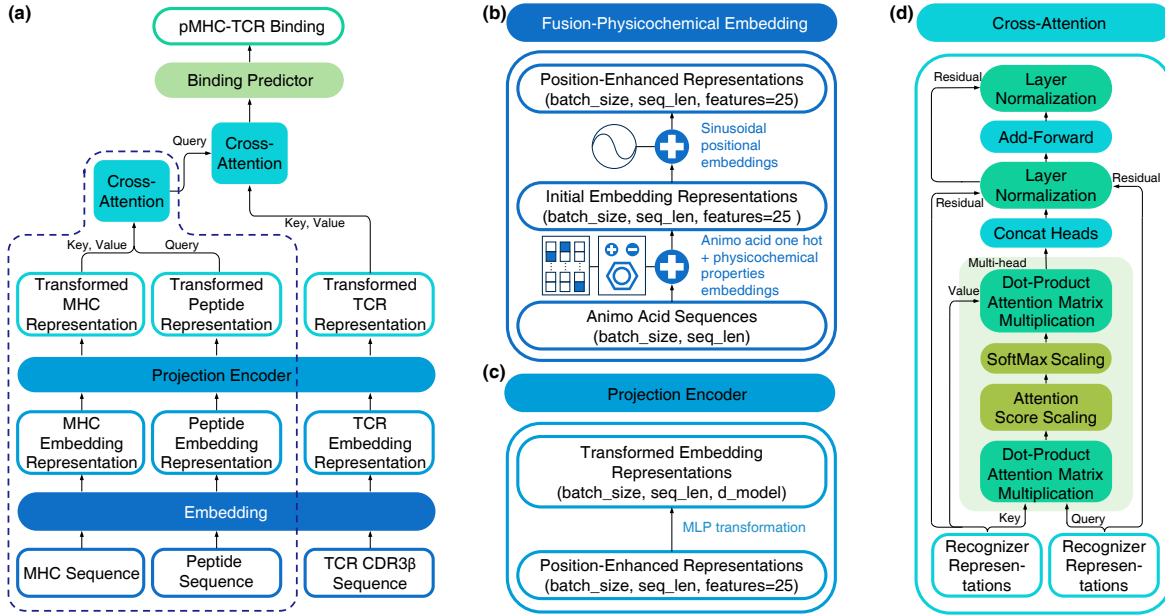 (a)
pMHC-TCR Binding
Binding Predictor
Query
Cross-
Attention
Cross-
Attention
Key, Value
Key, Value
Query
Transformed
MHC
Representation
Transformed
Peptide
Representation
Transformed
TCR
Representation
Projection Encoder
MHC
Embedding
Representation
Peptide
Embedding
Representation
TCR
Embedding
Representation
Embedding
MHC Sequence
Peptide
Sequence
TCR CDR3β
Sequence
(b)
Fusion-Physicochemical Embedding
Position-Enhanced Representations
(batch_size, seq_len, features=25)
Sinusoidal
positional
embeddings
Initial Embedding Representations
(batch_size, seq_len, features=25 )
Animo acid one hot
+ physicochemical
properties
embeddings
Animo Acid Sequences
(batch_size, seq_len)
(c)
Projection Encoder
Transformed Embedding
Representations
(batch_size, seq_len, d_model)
MLP transformation
Position-Enhanced Representations
(batch_size, seq_len, features=25)
(d)
Cross-Attention
Residual
Layer
Normalization
Add-Forward
Layer
Normalization
Residual
Residual
Concat Heads
Multi-head
Value
Dot-Product
Attention Matrix
Multiplication
SoftMax Scaling
Attention
Score Scaling
Dot-Product
Attention Matrix
Multiplication
Key
Query
Recognizer
Represen-
tations
Recognizer
Represen-
tations